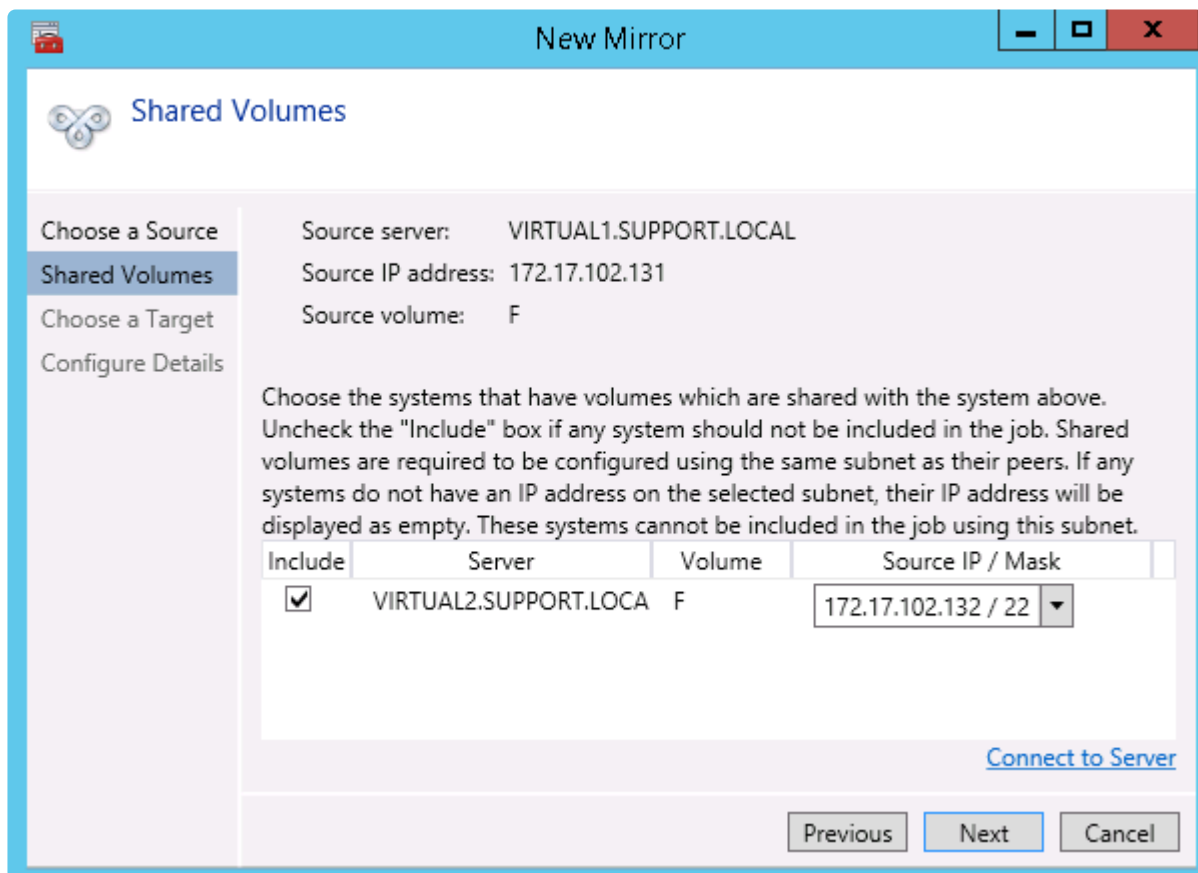 New Mirror
Shared Volumes
Choose a Source
Shared Volumes
Choose a Target
Configure Details
Source server: VIRTUAL1.SUPPORT.LOCAL
Source IP address: 172.17.102.131
Source volume: F
Choose the systems that have volumes which are shared with the system above.
Uncheck the "Include" box if any system should not be included in the job. Shared
volumes are required to be configured using the same subnet as their peers. If any
systems do not have an IP address on the selected subnet, their IP address will be
displayed as empty. These systems cannot be included in the job using this subnet.
Include Server Volume Source IP / Mask
VIRTUAL2.SUPPORT.LOCA F 172.17.102.132 / 22
Connect to Server
Previous Next Cancel